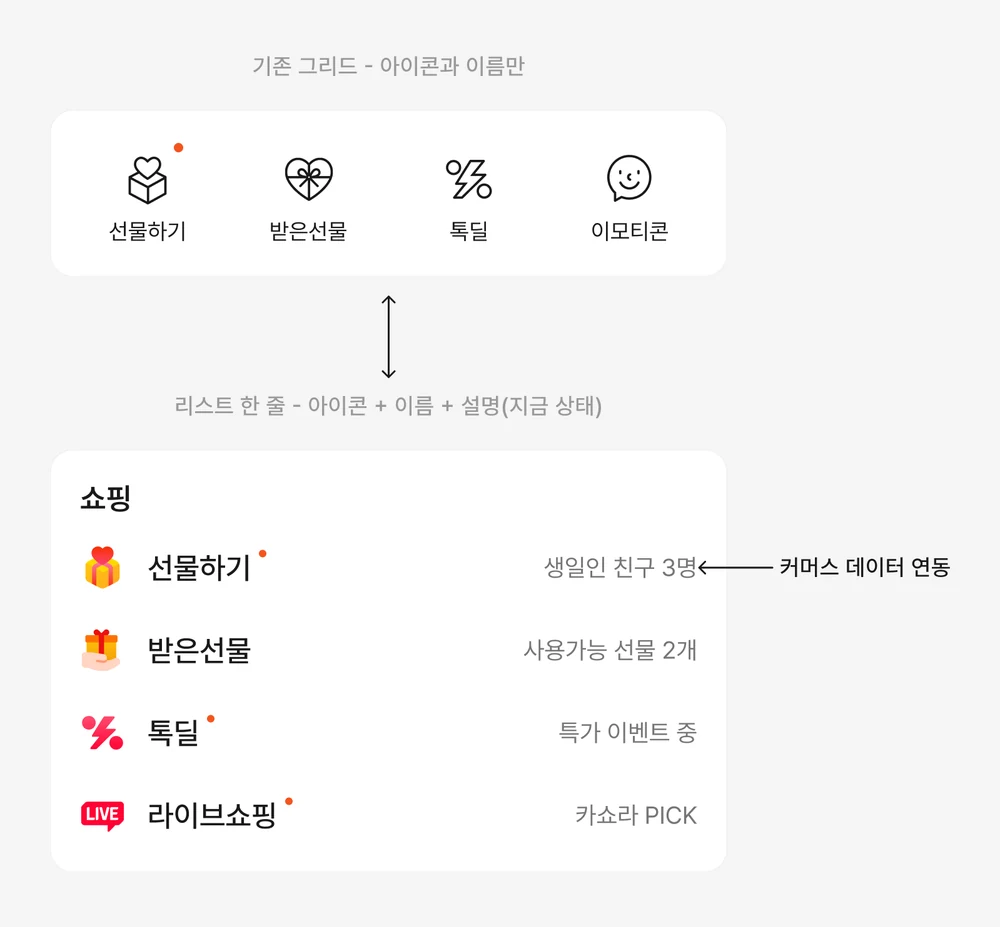 기존 그리드 - 아이콘과 이름만
선물하기
받은선물
톡딜
이모티콘
리스트 한 줄 - 아이콘 + 이름 + 설명(지금 상태)
쇼핑
선물하기
생일인 친구 3명
커머스 데이터 연동
받은선물
사용가능 선물 2개
톡딜
특가 이벤트 중
LIVE
라이브쇼핑
카쇼라 PICK